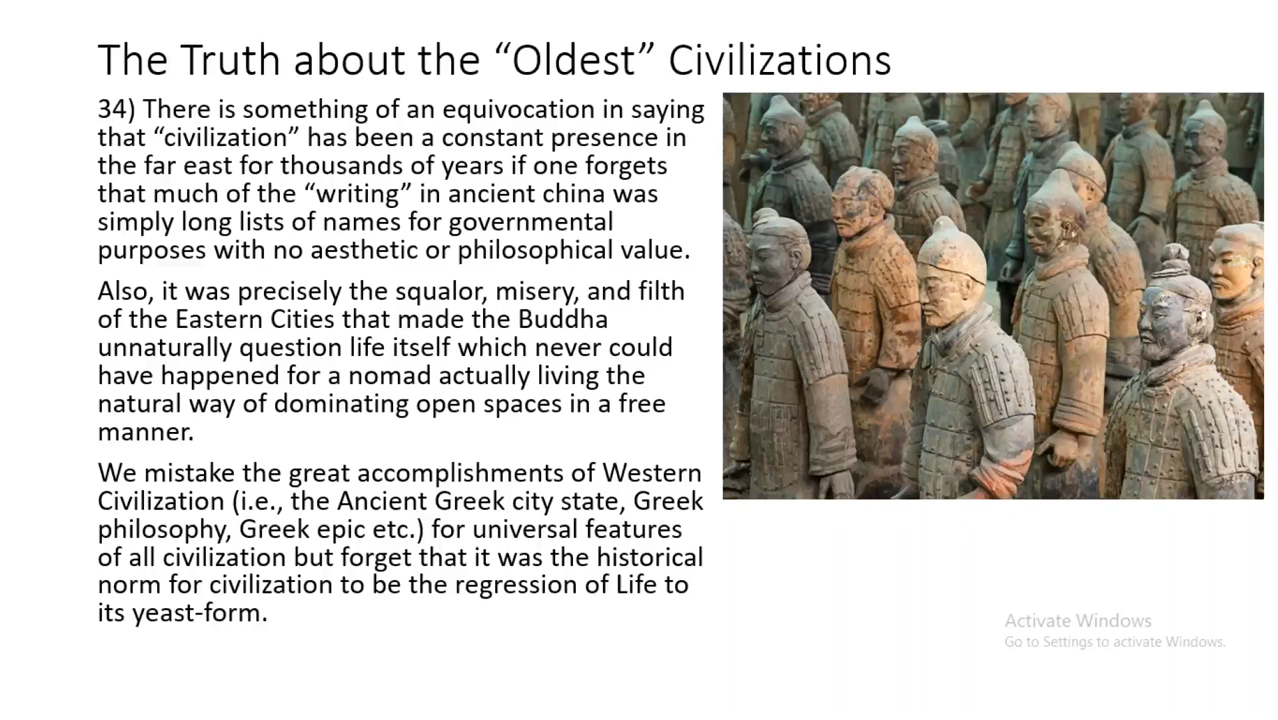 The Truth about the “Oldest” Civilizations
34) There is something of an equivocation in saying
that “civilization” has been a constant presence in
the far east for thousands of years if one forgets
that much of the “writing” in ancient china was
simply long lists of names for governmental
purposes with no aesthetic or philosophical value.
Also, it was precisely the squalor, misery, and filth
of the Eastern Cities that made the Buddha
unnaturally question life itself which never could
have happened for a nomad actually living the
natural way of dominating open spaces in a free
manner.
We mistake the great accomplishments of Western
Civilization (i.e., the Ancient Greek city state, Greek
philosophy, Greek epic etc.) for universal features
of all civilization but forget that it was the historical
norm for civilization to be the regression of Life to
its yeast-form.
Activate Windows
Go to Settings to activate Windows.